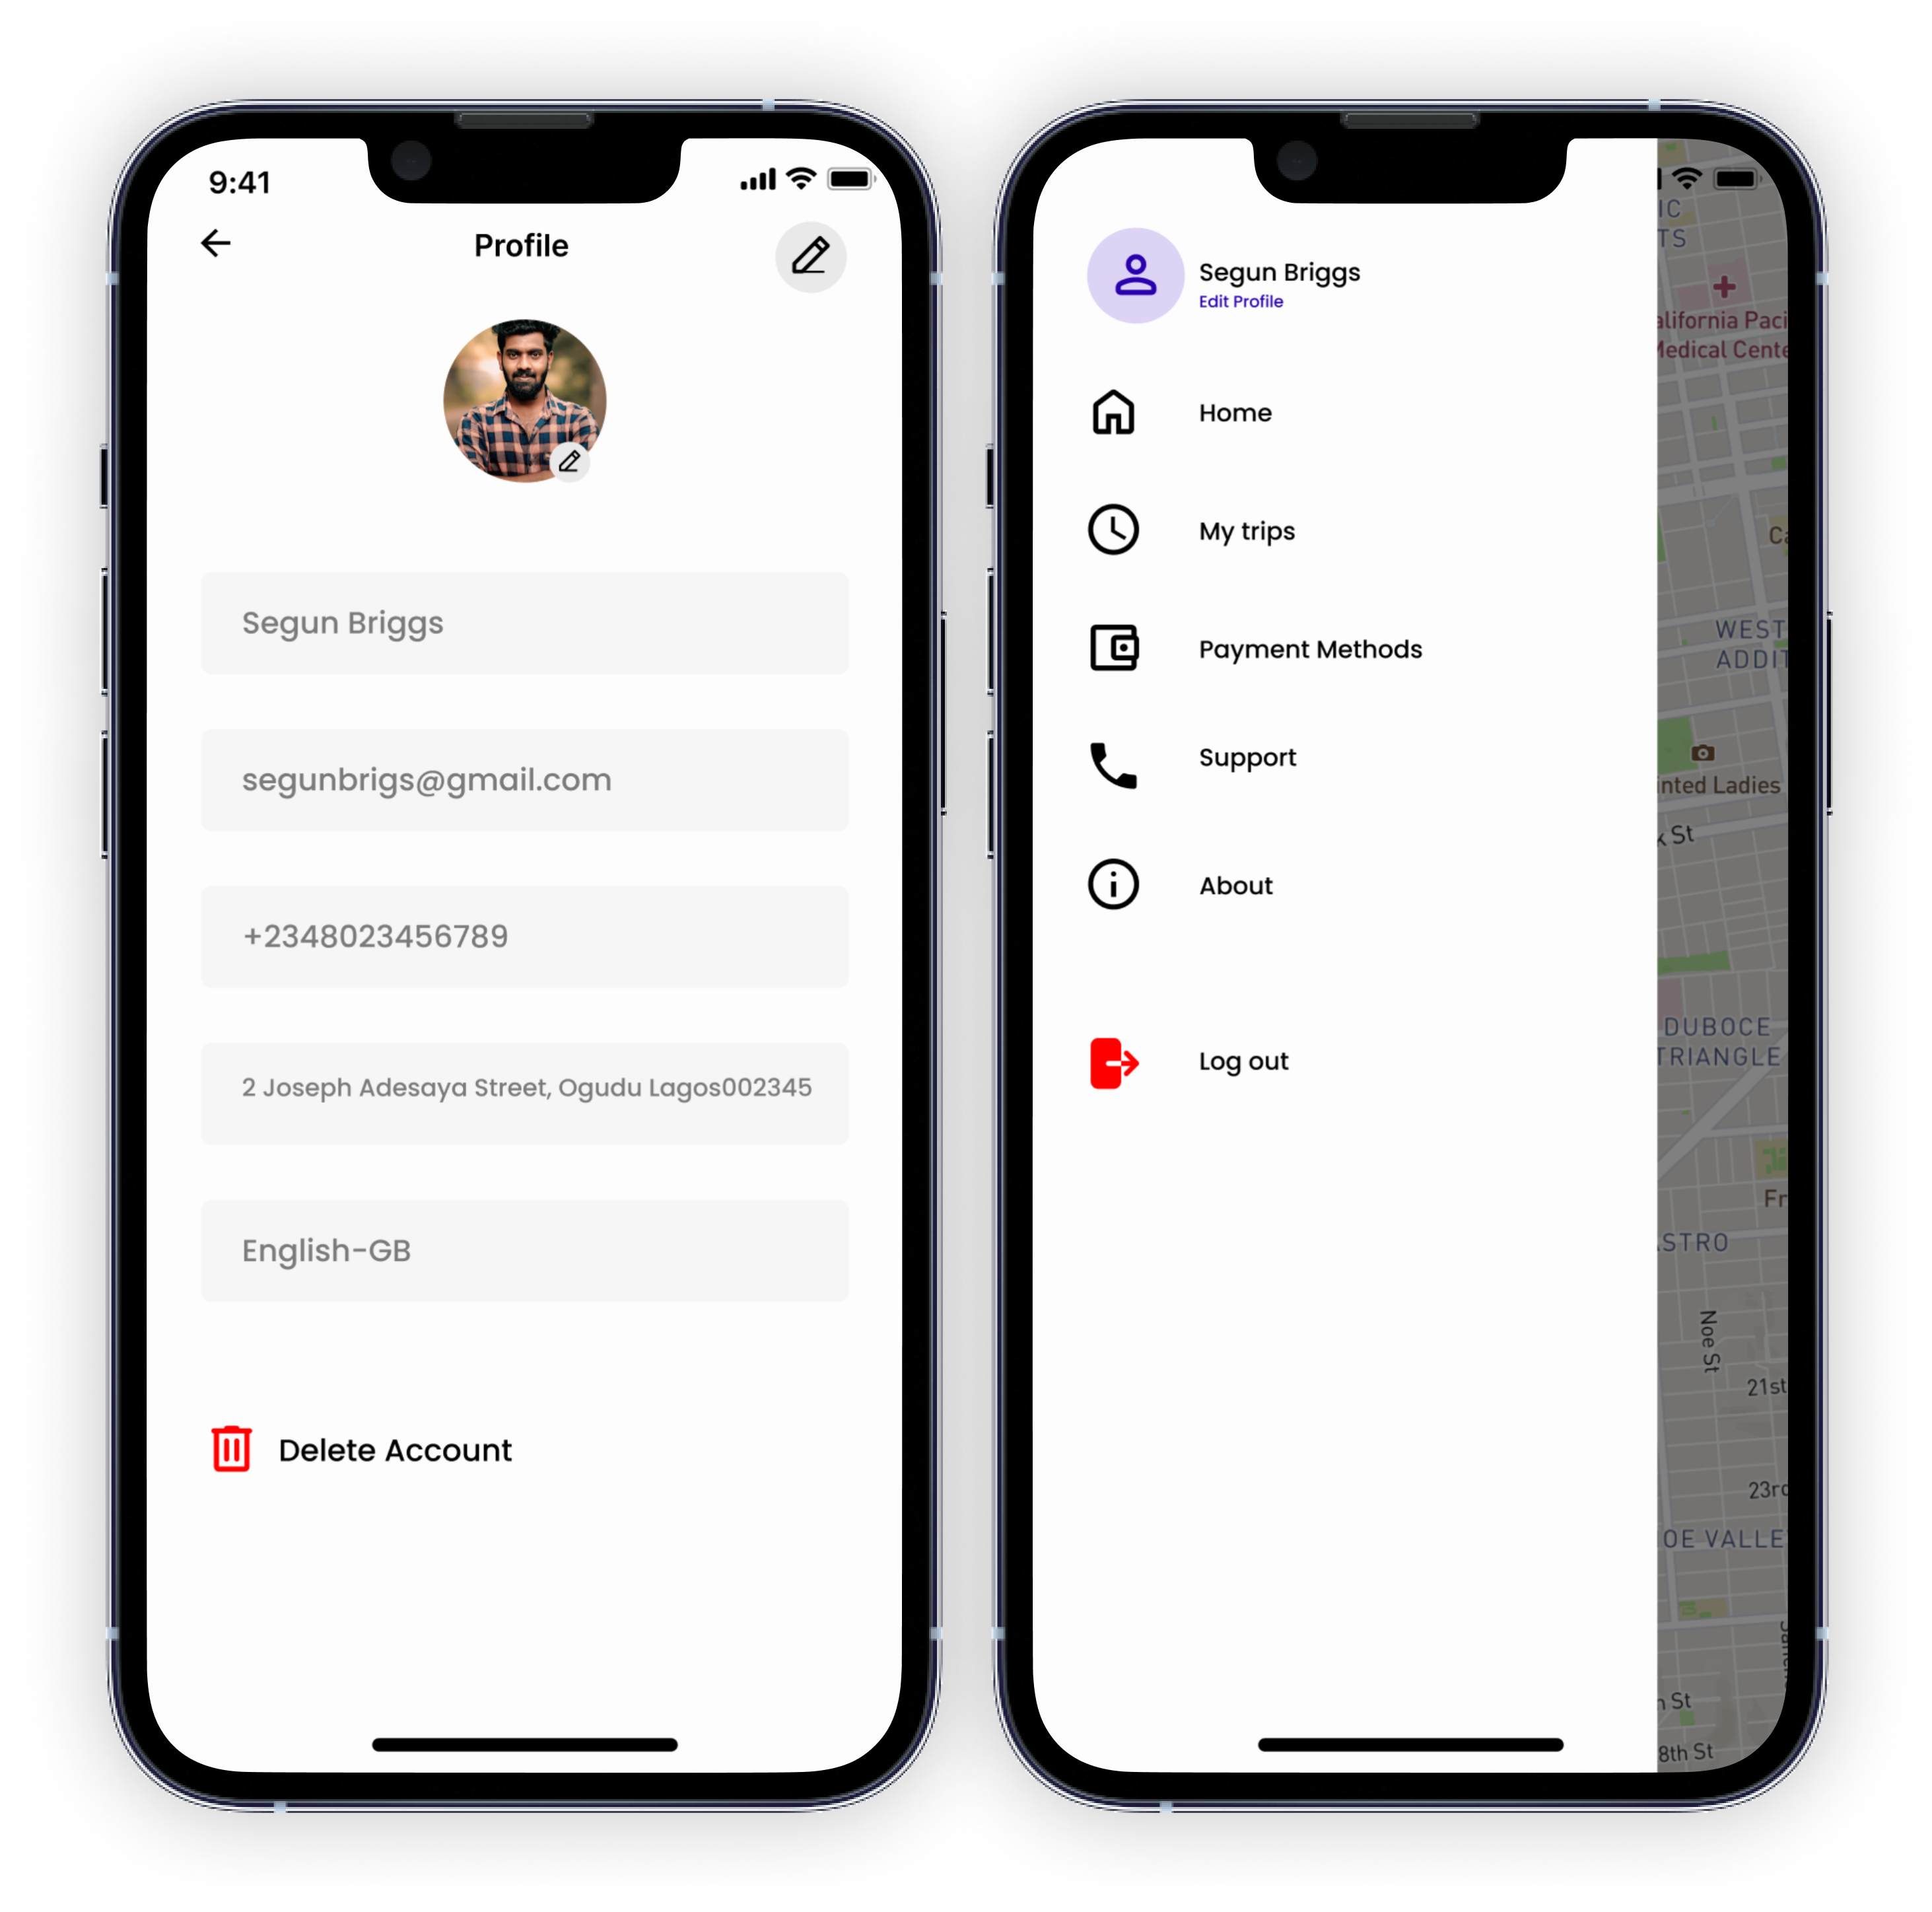 9:41
Profile
Segun Briggs
segunbrigs@gmail.com
+2348023456789
2 Joseph Adesaya Street, Ogudu Lagos002345
English-GB
Delete Account
Segun Briggs
Edit Profile
Home
My trips
Payment Methods
Support
About
Log out
IC
TS
alifornia Paci
Medical Cente
Ca
WEST
ADDIT
inted Ladies
k St
DUBOCE
TRIANGLE
Fr
ASTRO
Noe St
21st
23rd
OE VALLE
h St
8th St